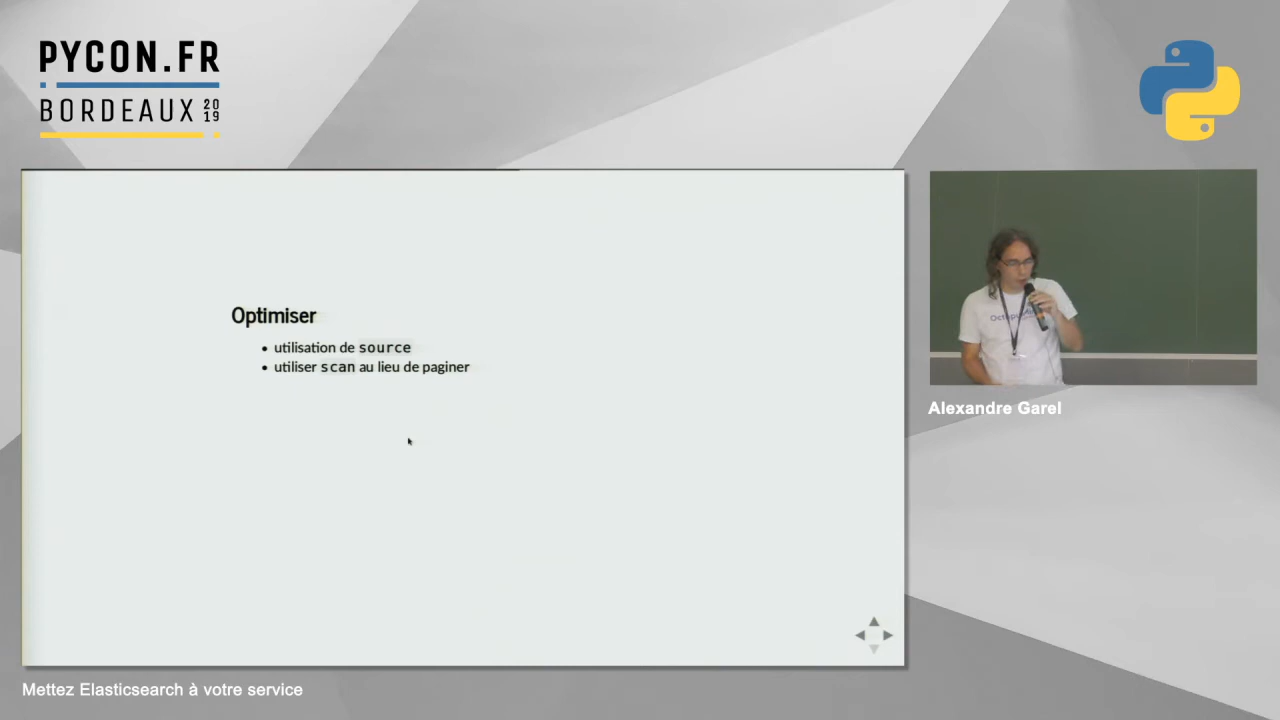 PYCON.FR
BORDEAUX 2019
Optimiser
utilisation de source
utiliser scan au lieu de paginer
Alexandre Garel
Mettez Elasticsearch à votre service